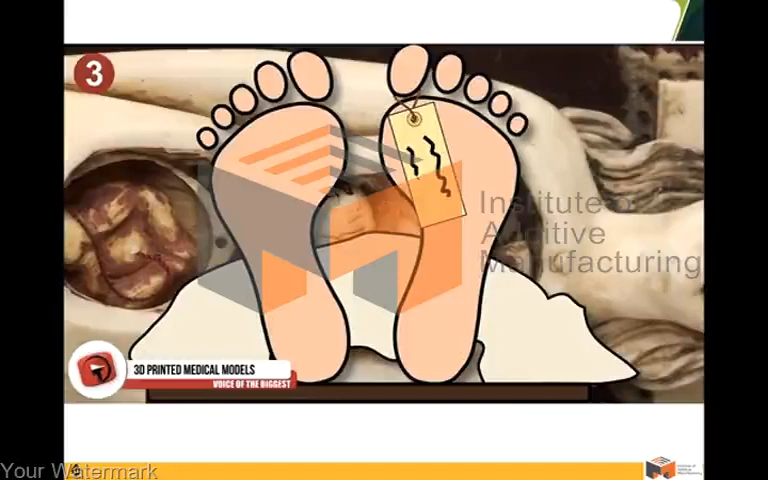 3
Institute of
Additive
Manufacturing
3D PRINTED MEDICAL MODELS
VOICE OF THE BIGGEST
Your Watermark